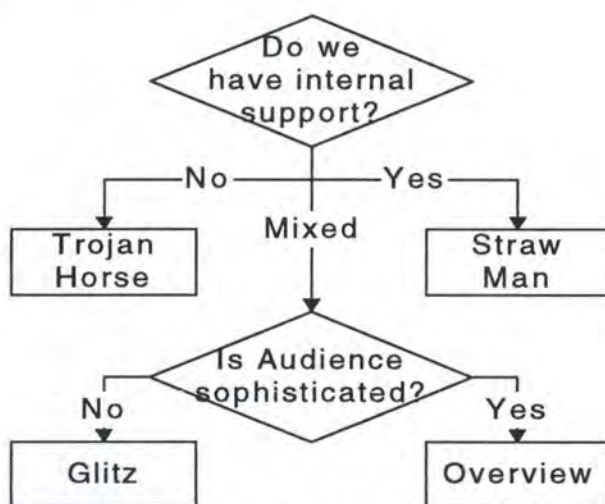 Do we
have internal
support?
No
Yes
Mixed
Trojan
Horse
Straw
Man
Is Audience
sophisticated?
No
Yes
Glitz
Overview